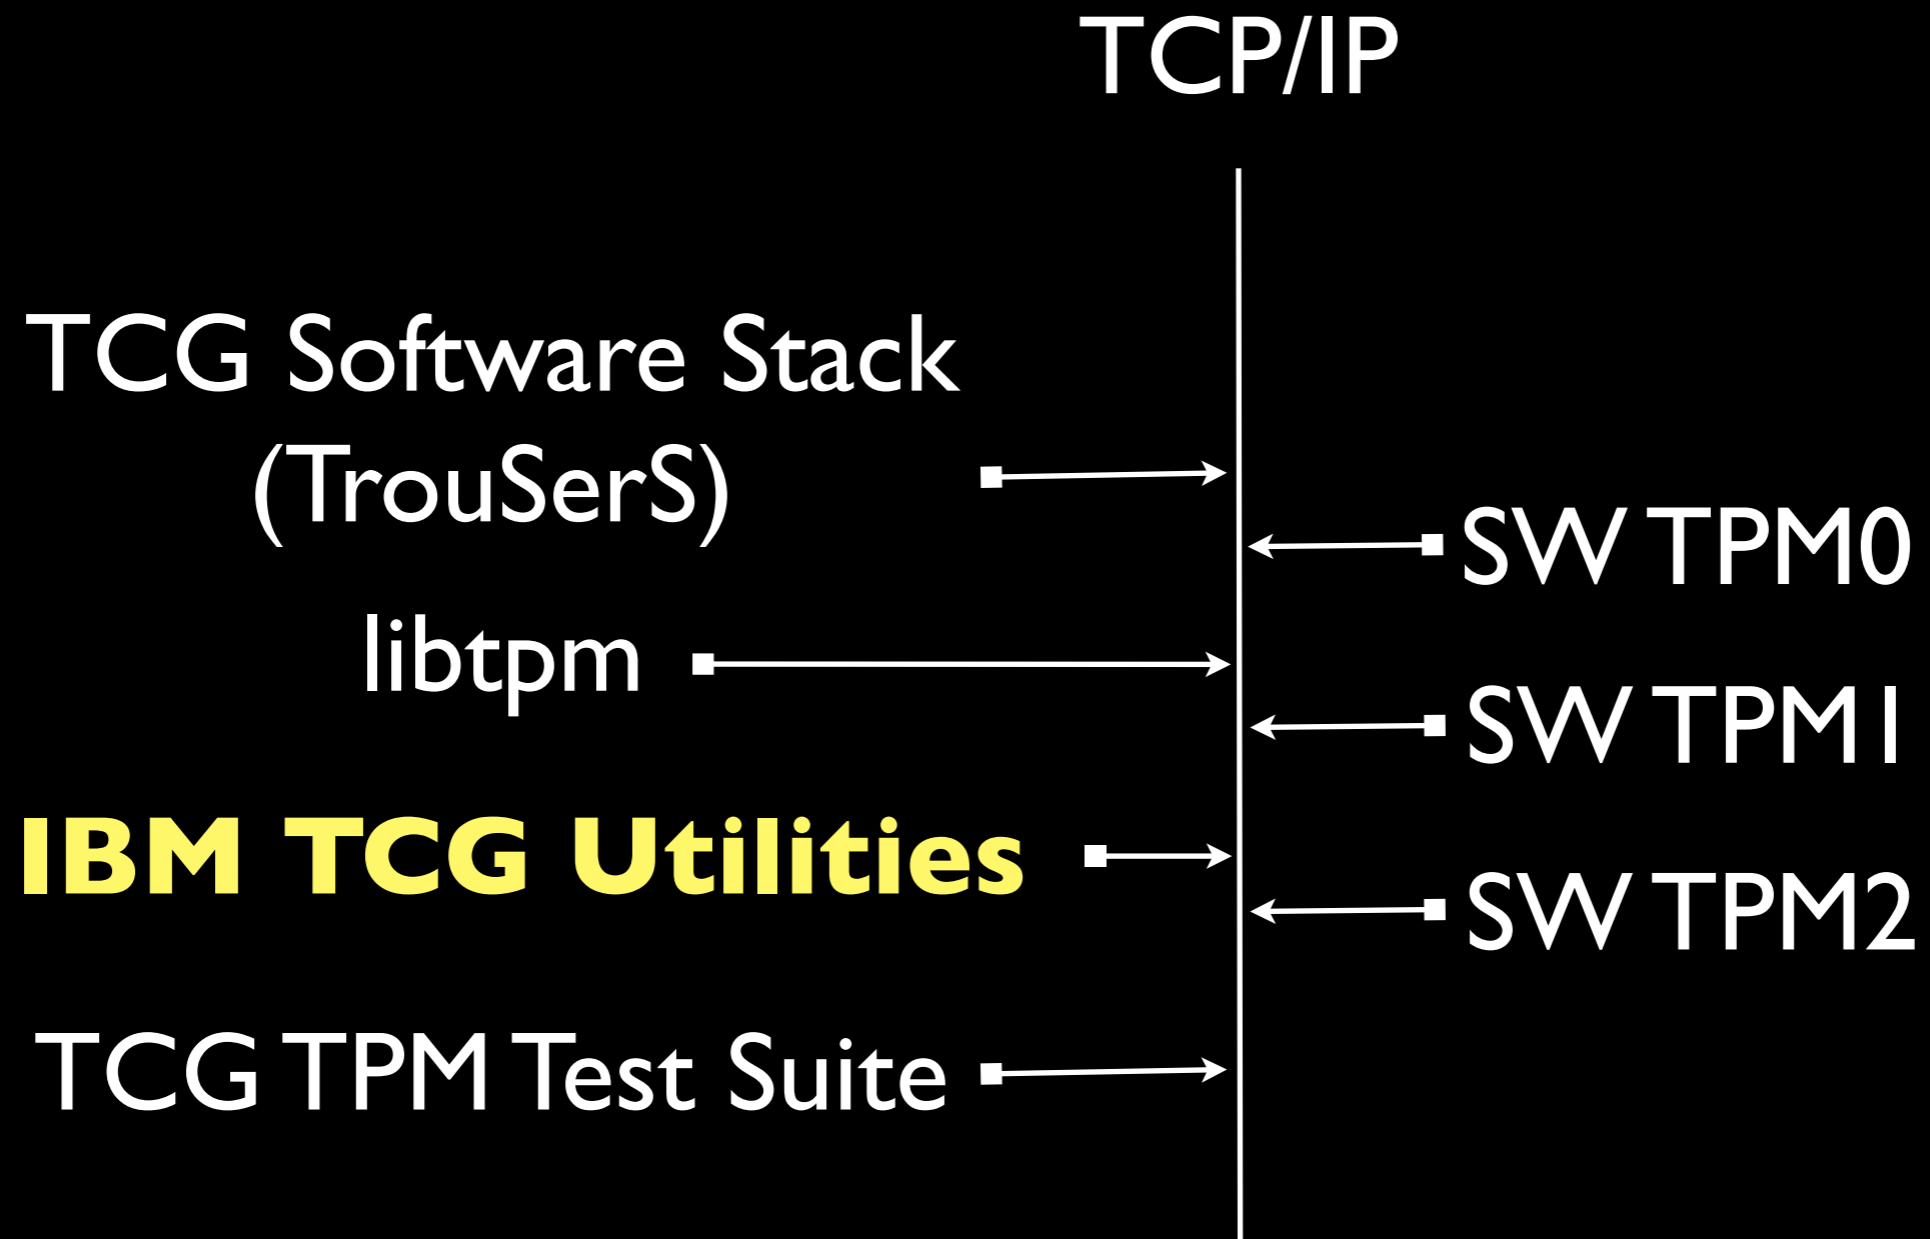 TCP/IP
TCG Software Stack
(TrouSerS)
SW TPM0
libtpm
SW TPM1
IBM TCG Utilities
SW TPM2
TCG TPM Test Suite